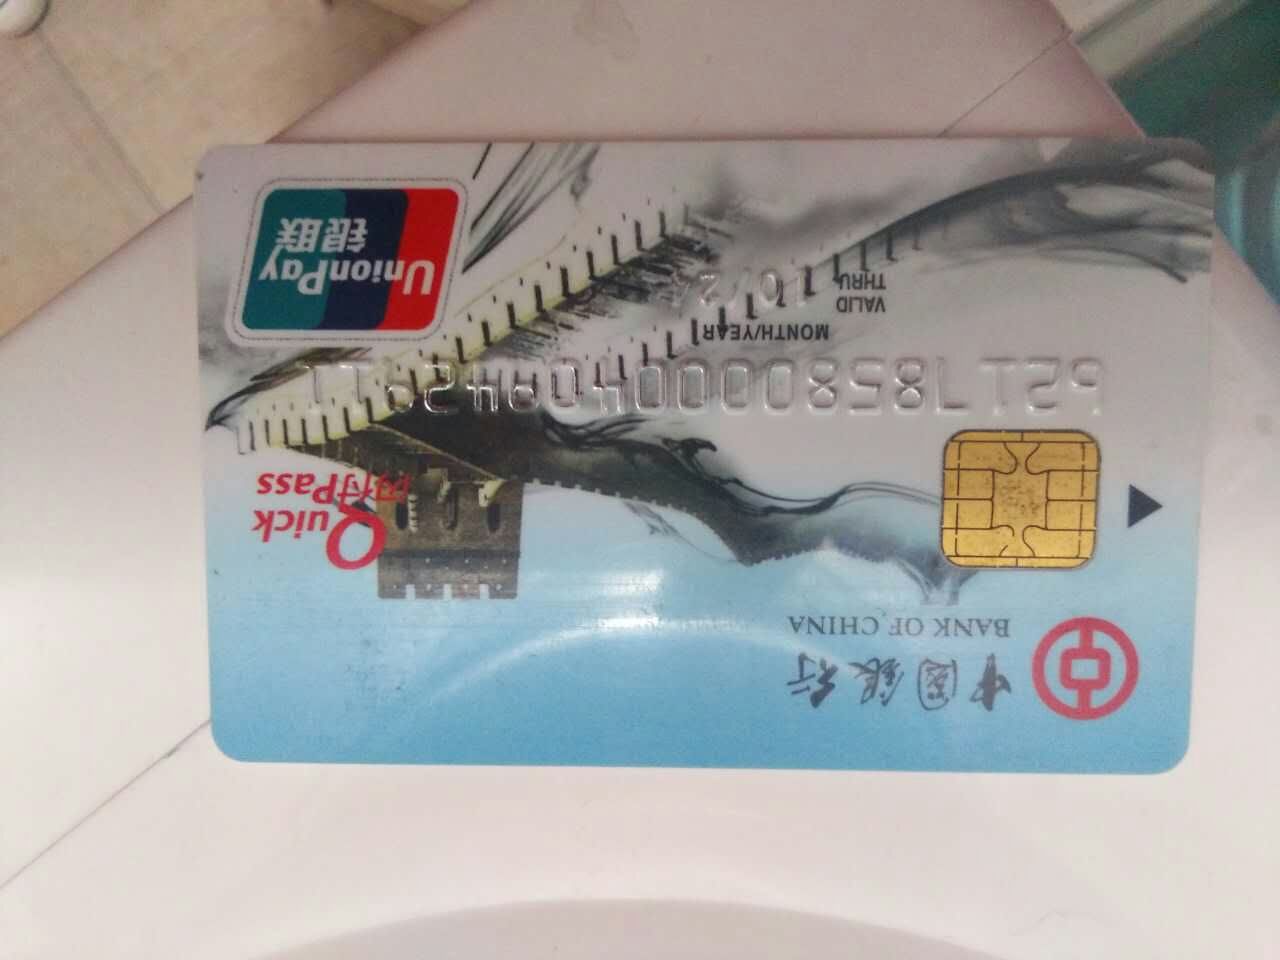 中国银行
BANK OF CHINA
Quick
闪付Pass
MONTH/YEAR
VALID
THRU
UnionPay
银联